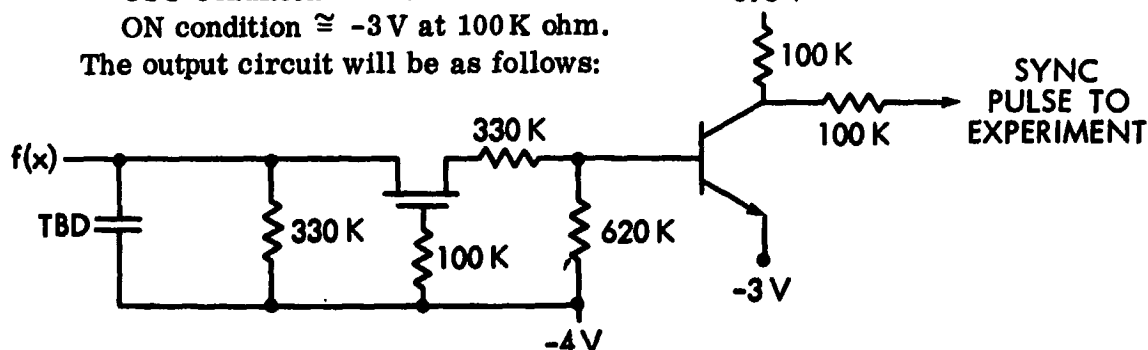 ON condition ≅ -3 V at 100 K ohm.
The output circuit will be as follows:
100 K
SYNC
PULSE TO
EXPERIMENT
100 K
330 K
f(x)
TBD
330 K
100 K
620 K
-3 V
-4 V